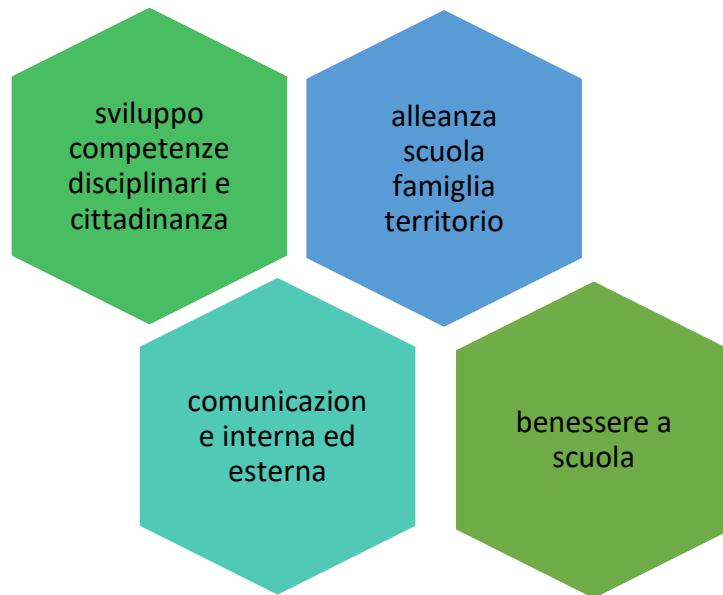 sviluppo
competenze
disciplinari e
cittadinanza
alleanza
scuola
famiglia
territorio
comunicazion
e interna ed
esterna
benessere a
scuola